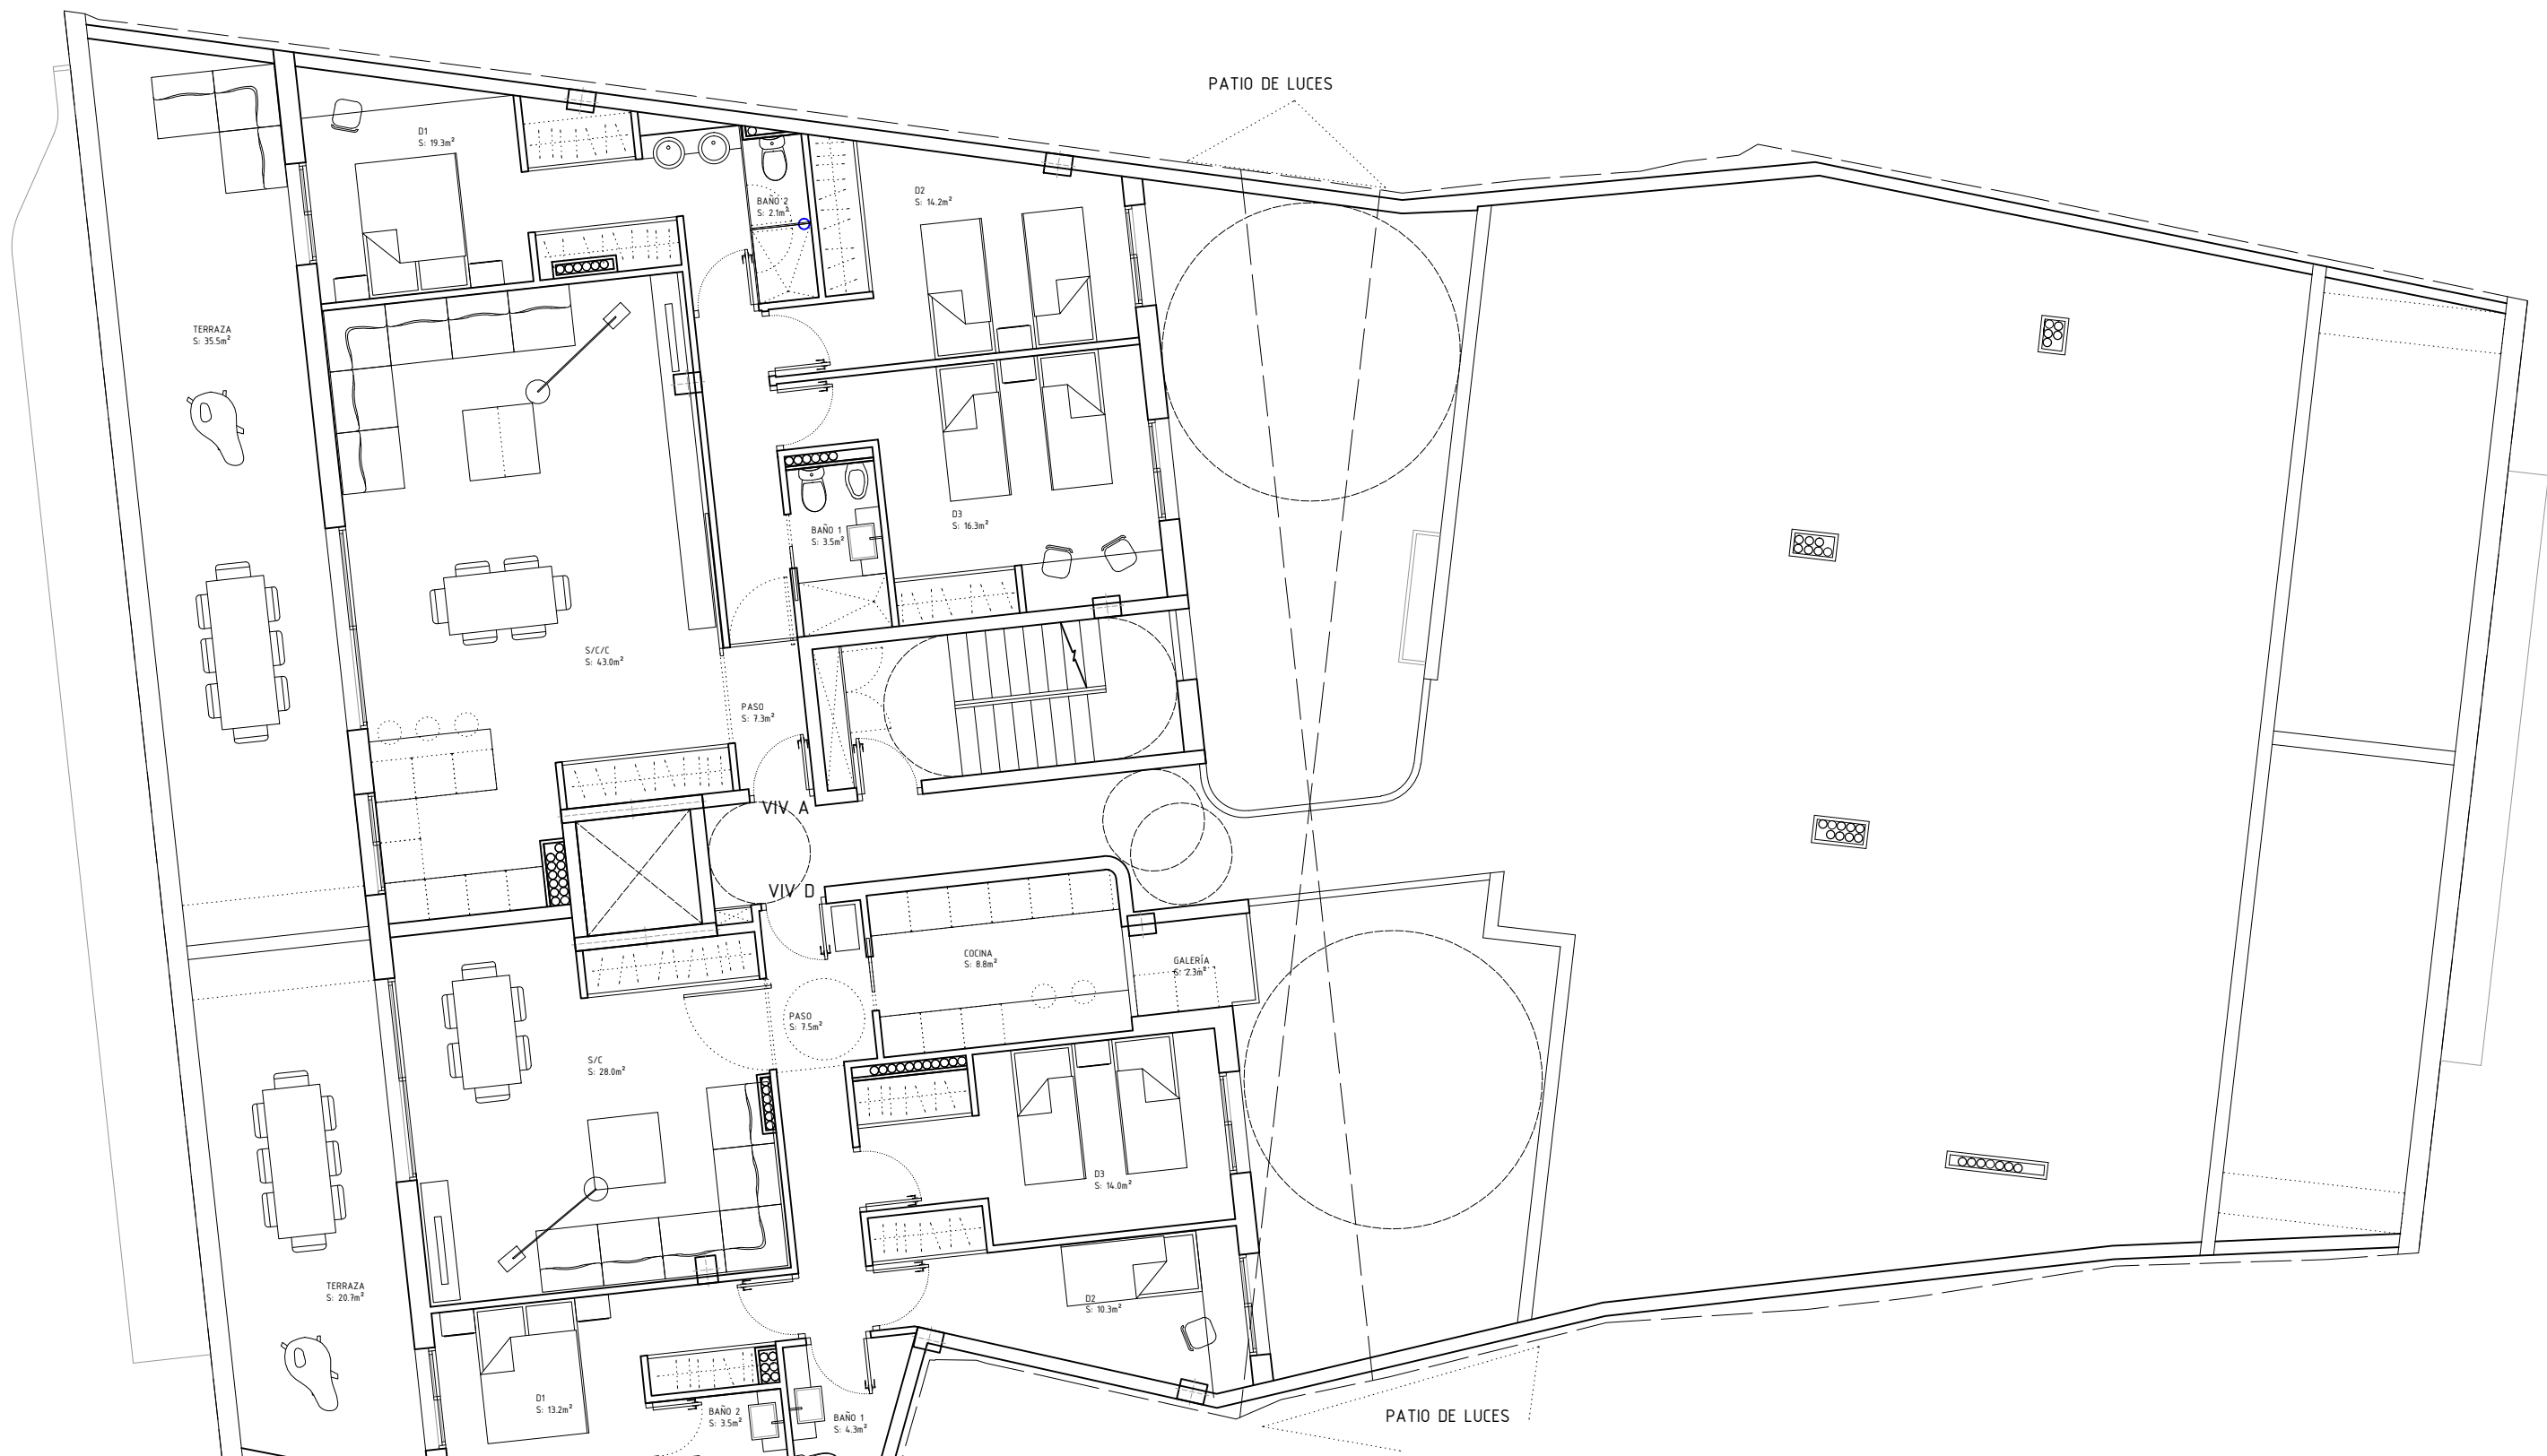 PATIO DE LUCES
D1
S: 19.3m²
BAÑO 2
S: 2.1m²
D2
S: 14.2m²
TERRAZA
S: 35.5m²
D3
S: 16.3m²
BAÑO 1
S: 3.5m²
S/C/C
S: 43.0m²
PASO
S: 7.3m²
VIV A
VIV D
COCINA
S: 8.8m²
GALERÍA
S: 2.3m²
PASO
S: 7.5m²
S/C
S: 28.0m²
D3
S: 14.0m²
TERRAZA
S: 20.7m²
D2
S: 10.3m²
D1
S: 13.2m²
BAÑO 2
S: 3.5m²
BAÑO 1
S: 4.3m²
PATIO DE LUCES